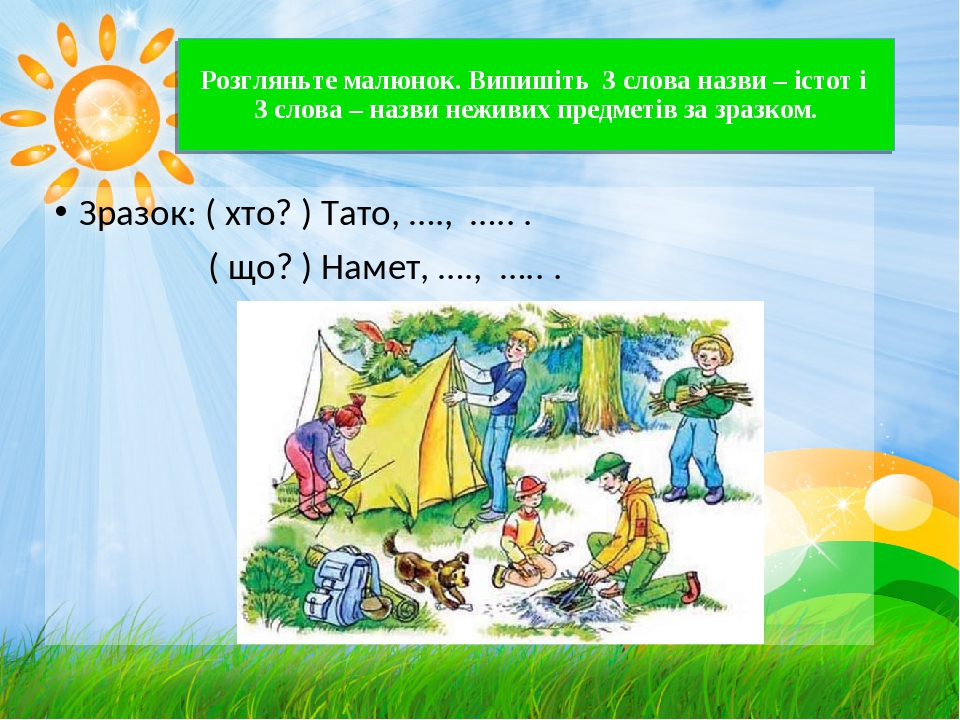 Розгляньте малюнок. Випишіть 3 слова назви – істот і
3 слова – назви неживих предметів за зразком.
• Зразок: ( хто? ) Тато, …., ….. .
( що? ) Намет, …., ….. .